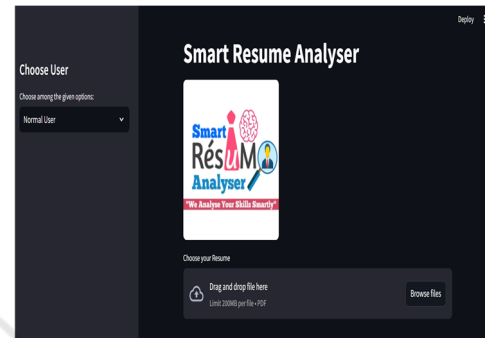 Deploy
Choose User
Choose among the given options:
Normal User
Smart Resume Analyser
Smart
RésuMe
Analyser
"We Analyse Your Skills Smartly"
Choose your Resume
Drag and drop file here
Limit 200MB per file • PDF
Browse files